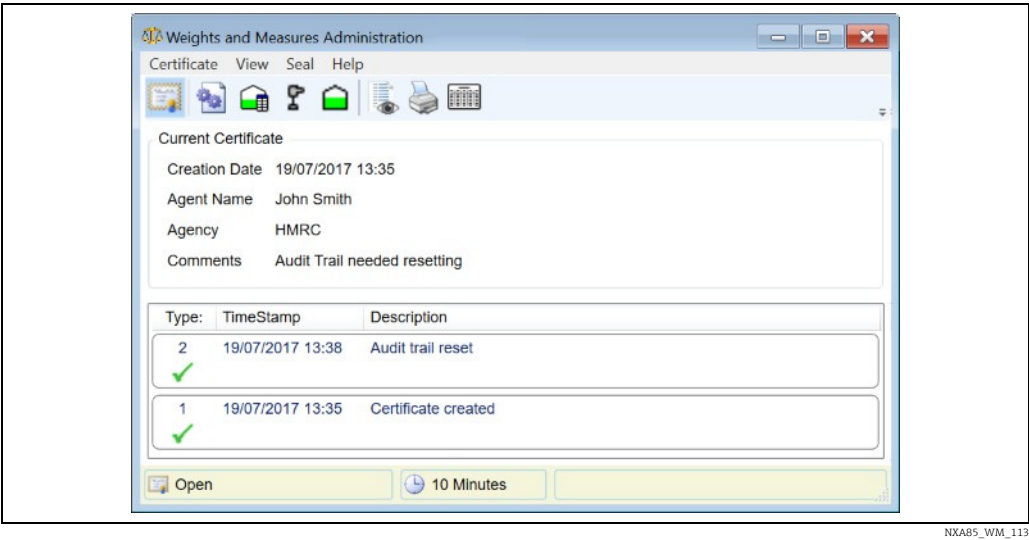 Weights and Measures Administration
Certificate View Seal Help
Current Certificate
Creation Date 19/07/2017 13:35
Agent Name John Smith
Agency HMRC
Comments Audit Trail needed resetting
Type: TimeStamp Description
2 19/07/2017 13:38 Audit trail reset
1 19/07/2017 13:35 Certificate created
Open 10 Minutes
NXA85_WM_113